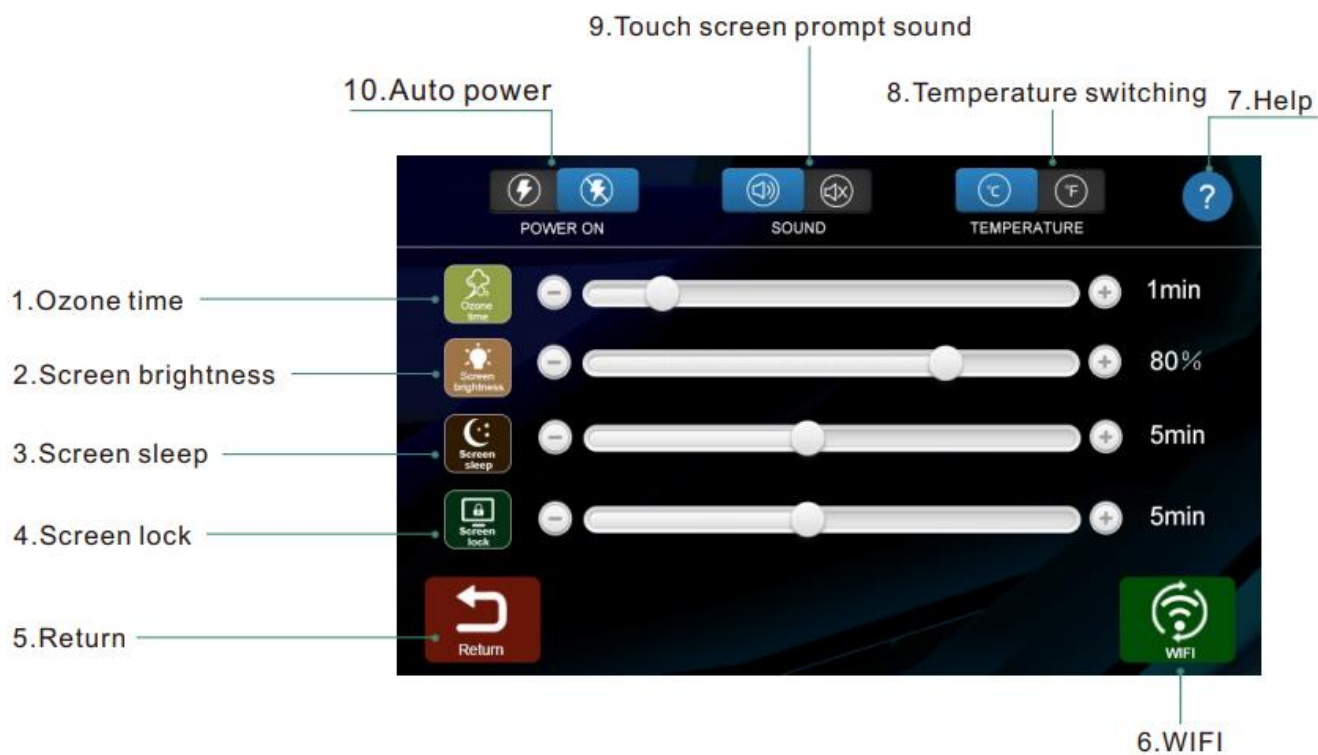 9.Touch screen prompt sound
10.Auto power
8.Temperature switching
7.Help
℃
°F
?
POWER ON
SOUND
TEMPERATURE
1.Ozone time
O₃
Ozone
time
1min
2.Screen brightness
Screen
brightness
80%
3.Screen sleep
Screen
sleep
5min
4.Screen lock
Screen
lock
5min
5.Return
Return
WIFI
6.WIFI